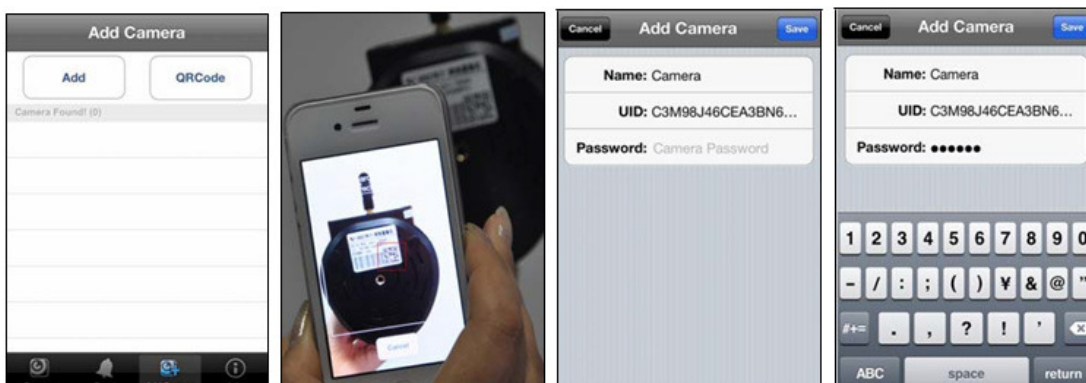 Add Camera
Add QRCode
Camera Found! (0)
Cancel
Cancel Add Camera Save
Name: Camera
UID: C3M98J46CEA3BN6...
Password: Camera Password
Cancel Add Camera Save
Name: Camera
UID: C3M98J46CEA3BN6...
Password: ●●●●●●
1 2 3 4 5 6 7 8 9 0
- / : ; ( ) ¥ & @ "
#+= . , ? ! '
ABC space return